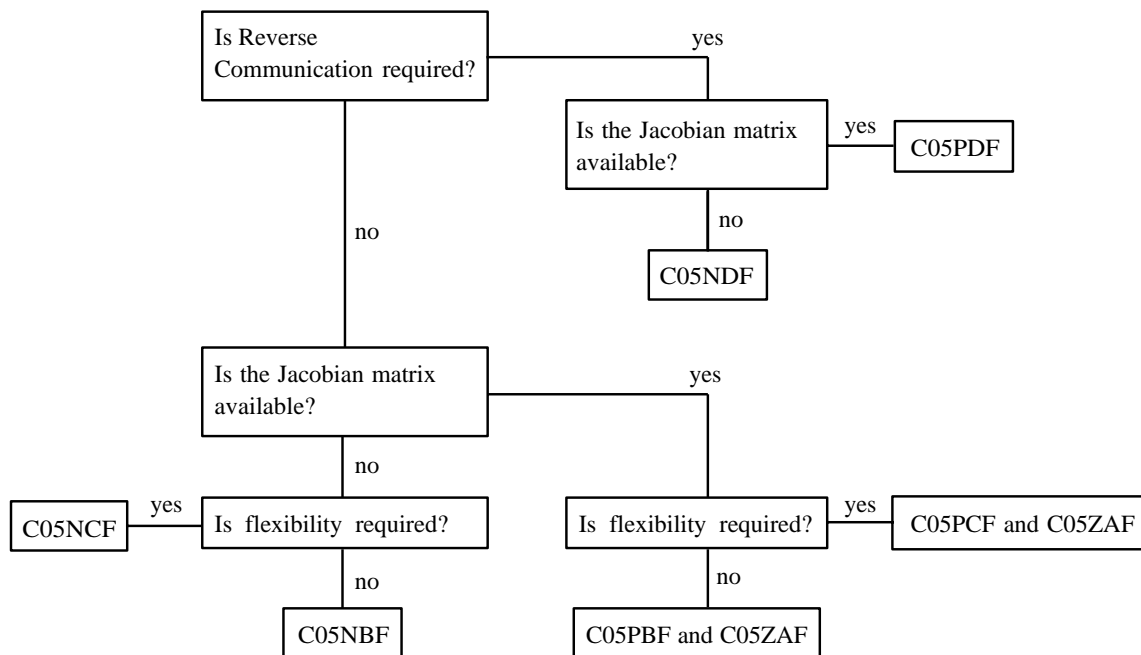 Is Reverse
Communication required?
yes
Is the Jacobian matrix
available?
yes
C05PDF
no
no
C05NDF
Is the Jacobian matrix
available?
yes
no
yes
C05NCF
Is flexibility required?
Is flexibility required?
yes
C05PCF and C05ZAF
no
no
C05NBF
C05PBF and C05ZAF